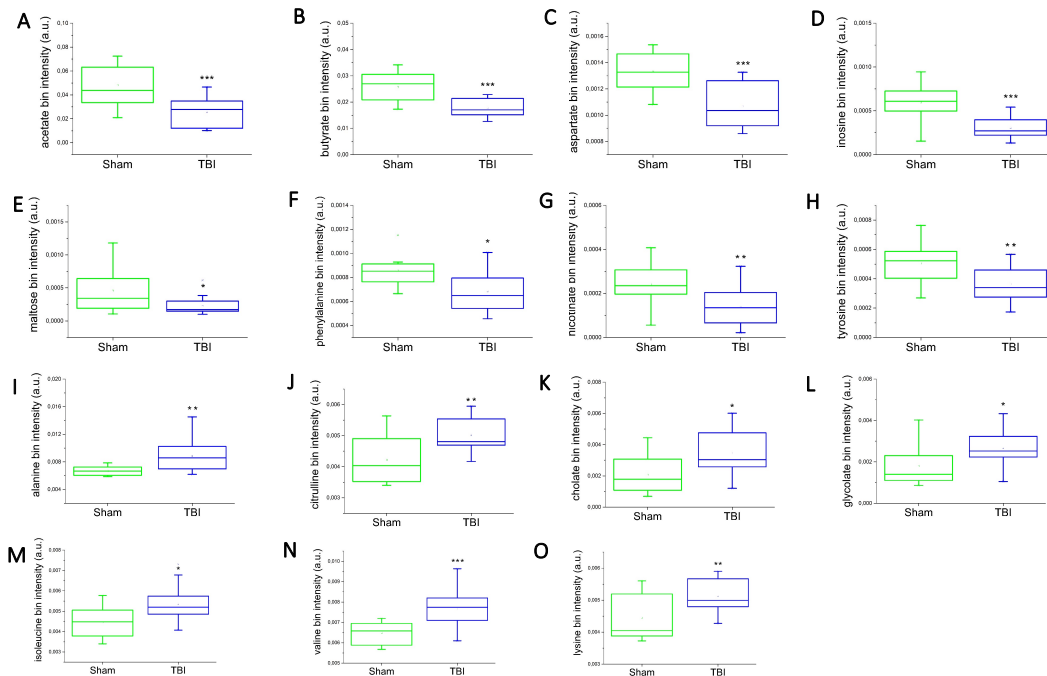 A
acetate bin intensity (a.u.)
0,10
0,08
0,06
0,04
0,02
0,00
***
Sham TBI
B
butyrate bin intensity (a.u.)
0,05
0,04
0,03
0,02
0,01
0,00
***
Sham TBI
C
aspartate bin intensity (a.u.)
0,0016
0,0014
0,0012
0,0010
0,0008
***
Sham TBI
D
inosine bin intensity (a.u.)
0,0015
0,0010
0,0005
0,0000
***
Sham TBI
E
maltose bin intensity (a.u.)
0,0015
0,0010
0,0005
0,0000
*
Sham TBI
F
phenylalanine bin intensity (a.u.)
0,0014
0,0012
0,0010
0,0008
0,0006
0,0004
*
Sham TBI
G
nicotinate bin intensity (a.u.)
0,0006
0,0004
0,0002
0,0000
**
Sham TBI
H
tyrosine bin intensity (a.u.)
0,0008
0,0006
0,0004
0,0002
0,0000
**
Sham TBI
I
alanine bin intensity (a.u.)
0,020
0,016
0,012
0,008
0,004
**
Sham TBI
J
citrulline bin intensity (a.u.)
0,006
0,005
0,004
0,003
**
Sham TBI
K
cholate bin intensity (a.u.)
0,008
0,006
0,004
0,002
0,000
*
Sham TBI
L
glycolate bin intensity (a.u.)
0,006
0,004
0,002
0,000
*
Sham TBI
M
isoleucine bin intensity (a.u.)
0,008
0,007
0,006
0,005
0,004
0,003
*
Sham TBI
N
valine bin intensity (a.u.)
0,010
0,009
0,008
0,007
0,006
0,005
***
Sham TBI
O
lysine bin intensity (a.u.)
0,006
0,005
0,004
0,003
**
Sham TBI